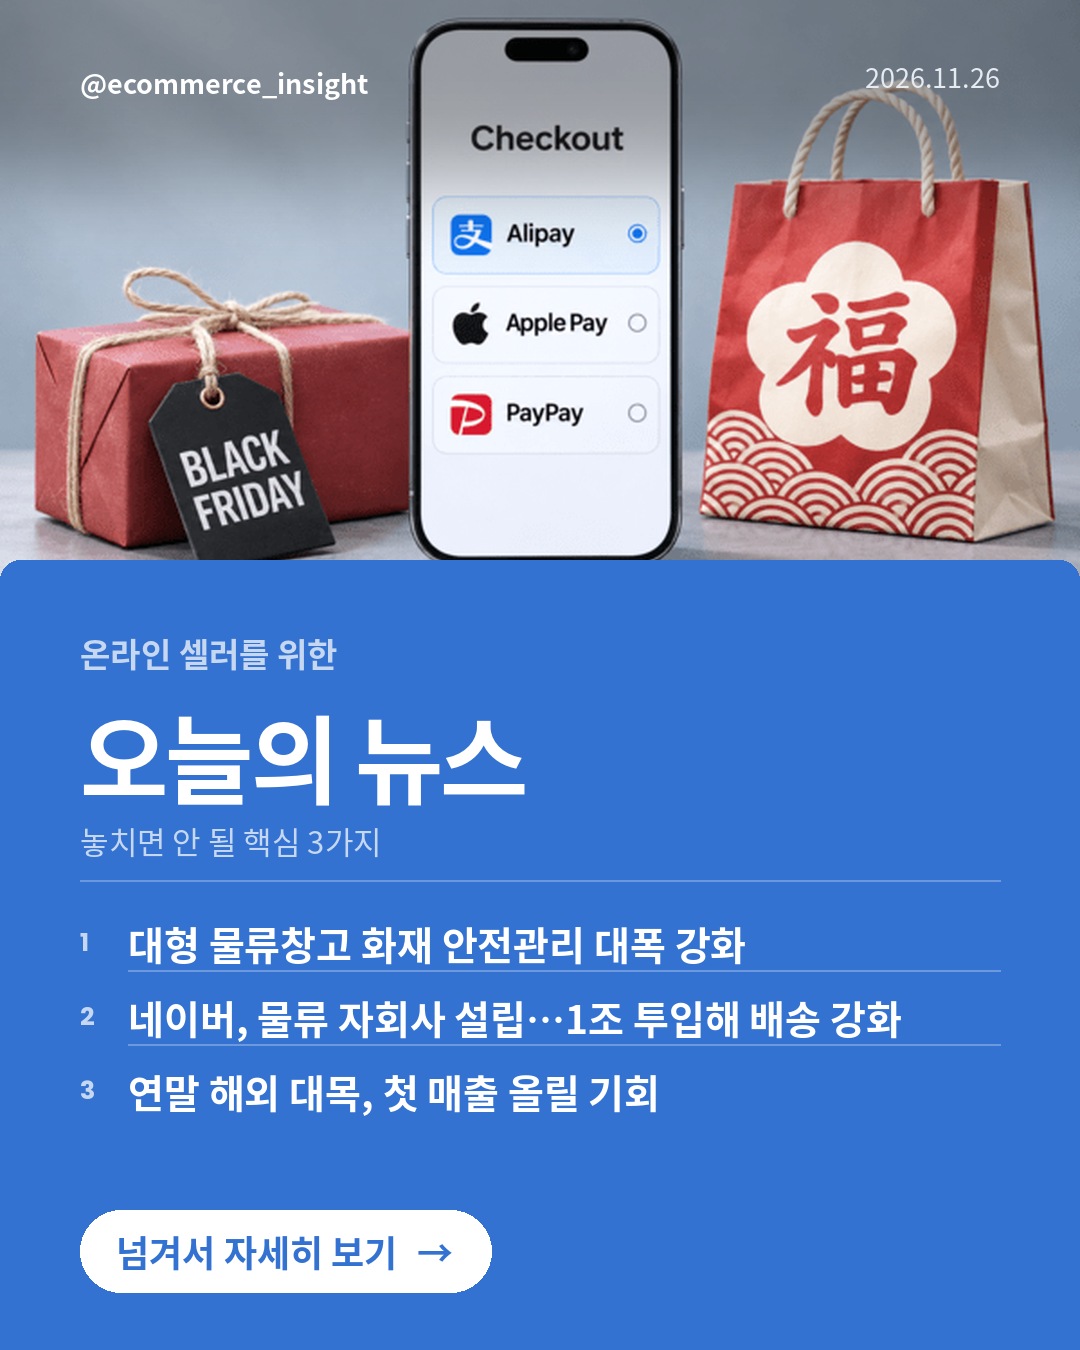 @ecommerce_insight
2026.11.26
Checkout
支 Alipay
Apple Pay
P PayPay
BLACK
FRIDAY
福
온라인 셀러를 위한
오늘의 뉴스
놓치면 안 될 핵심 3가지
1 대형 물류창고 화재 안전관리 대폭 강화
2 네이버, 물류 자회사 설립…1조 투입해 배송 강화
3 연말 해외 대목, 첫 매출 올릴 기회
넘겨서 자세히 보기 →